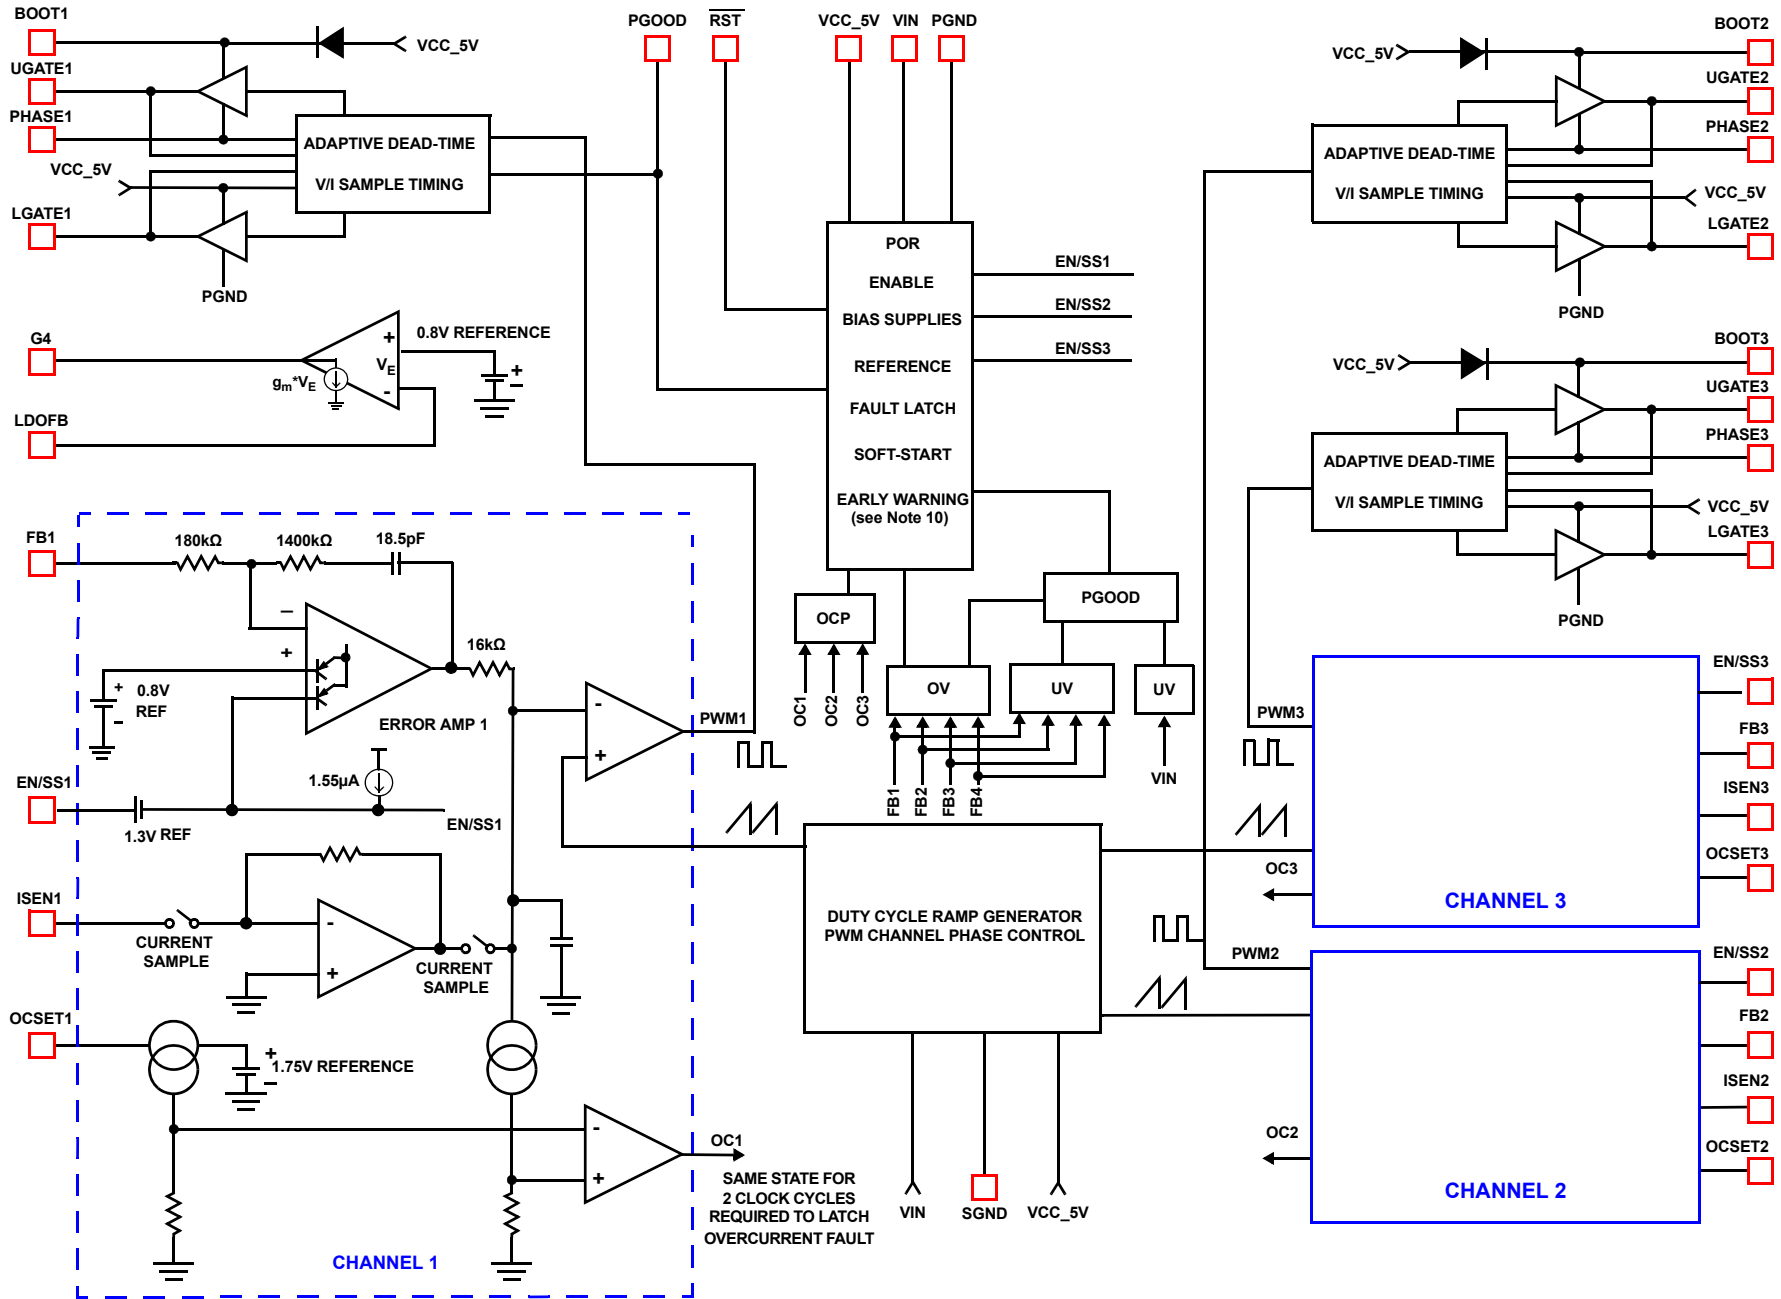 BOOT1
VCC_5V
UGATE1
PHASE1
VCC_5V
LGATE1
PGND
ADAPTIVE DEAD-TIME
V/I SAMPLE TIMING
PGOOD
RST
VCC_5V
VIN
PGND
BOOT2
VCC_5V
UGATE2
PHASE2
VCC_5V
LGATE2
PGND
ADAPTIVE DEAD-TIME
V/I SAMPLE TIMING
POR
ENABLE
BIAS SUPPLIES
REFERENCE
FAULT LATCH
SOFT-START
EARLY WARNING
(see Note 10)
EN/SS1
EN/SS2
EN/SS3
G4
LDOFB
+
VE
-
gm*VE
0.8V REFERENCE
+
-
BOOT3
VCC_5V
UGATE3
PHASE3
VCC_5V
LGATE3
PGND
ADAPTIVE DEAD-TIME
V/I SAMPLE TIMING
FB1
180kΩ
1400kΩ
18.5pF
–
+
16kΩ
+
-
0.8V
REF
ERROR AMP 1
1.55µA
EN/SS1
1.3V REF
EN/SS1
-
+
PWM1
ISEN1
CURRENT
SAMPLE
-
+
CURRENT
SAMPLE
OCSET1
+
-
1.75V REFERENCE
-
+
OC1
SAME STATE FOR
2 CLOCK CYCLES
REQUIRED TO LATCH
OVERCURRENT FAULT
CHANNEL 1
OCP
OC1
OC2
OC3
PGOOD
OV
UV
UV
FB1
FB2
FB3
FB4
VIN
DUTY CYCLE RAMP GENERATOR
PWM CHANNEL PHASE CONTROL
VIN
SGND
VCC_5V
PWM3
OC3
CHANNEL 3
EN/SS3
FB3
ISEN3
OCSET3
PWM2
OC2
CHANNEL 2
EN/SS2
FB2
ISEN2
OCSET2